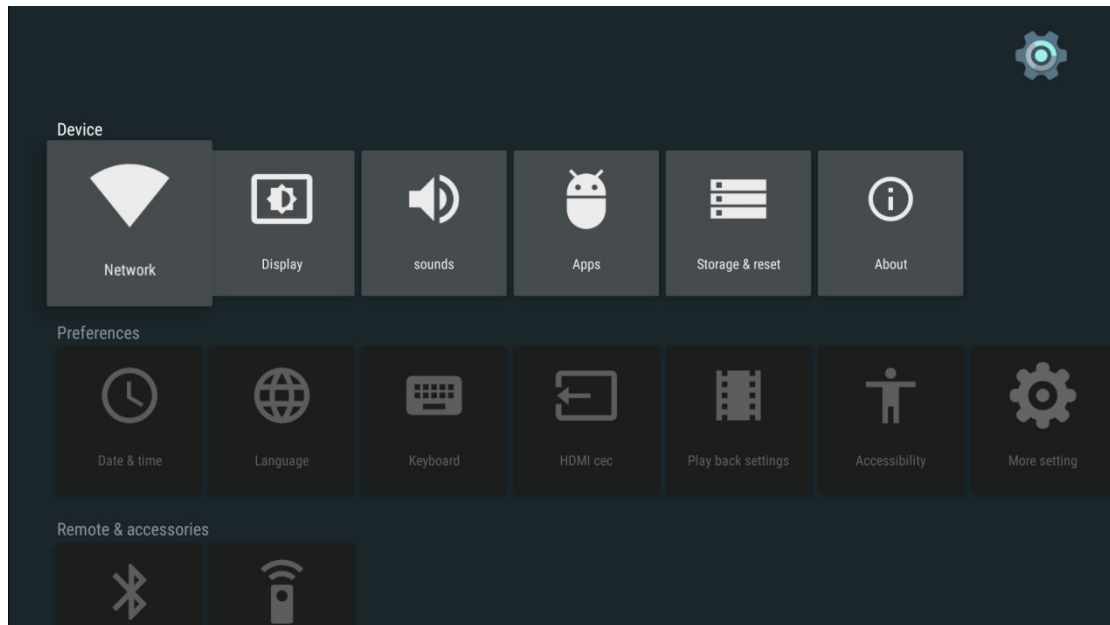 Device
Network
Display
sounds
Apps
Storage & reset
About
Preferences
Date & time
Language
Keyboard
HDMI cec
Play back settings
Accessibility
More setting
Remote & accessories